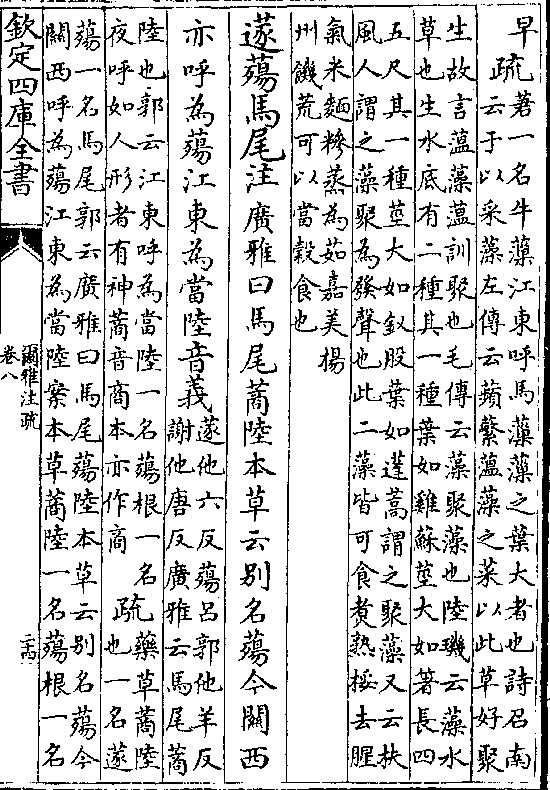 早
疏
著一名牛薻江東呼馬薻薻之葉大者也詩召南
云于以采藻左傳云蘋蘩薀藻之菜以此草好聚
生故言薀藻薀訓聚也毛傳云藻聚藻也陸璣云藻水
草也生水底有二種其一種葉如雞蘇莖大如箸長四
五尺其一種莖大如釵股葉如蓬蒿謂之聚藻又云扶
風人謂之藻聚為發聲也此二藻皆可食煑熟挼去腥
氣米麵糝蒸為茹嘉美揚
州饑荒可以當穀食也
蓫薚馬尾注廣雅曰馬尾蔏陸本草云别名薚今關西
亦呼為薚江東為當陸音義
蓫他六反薚吕郭他羊反
謝他唐反廣雅云馬尾蔏
陸也郭云江東呼為當陸一名薚根一名
夜呼如人形者有神蔏音商本亦作商
疏
藥草蔏陸
也一名蓫
薚一名馬尾郭云廣雅曰馬尾薚陸本草云别名薚今
關西呼為薚江東為當陸案本草蔏陸一名薚根一名
欽定四庫全書
爾雅注疏
卷八
二十四